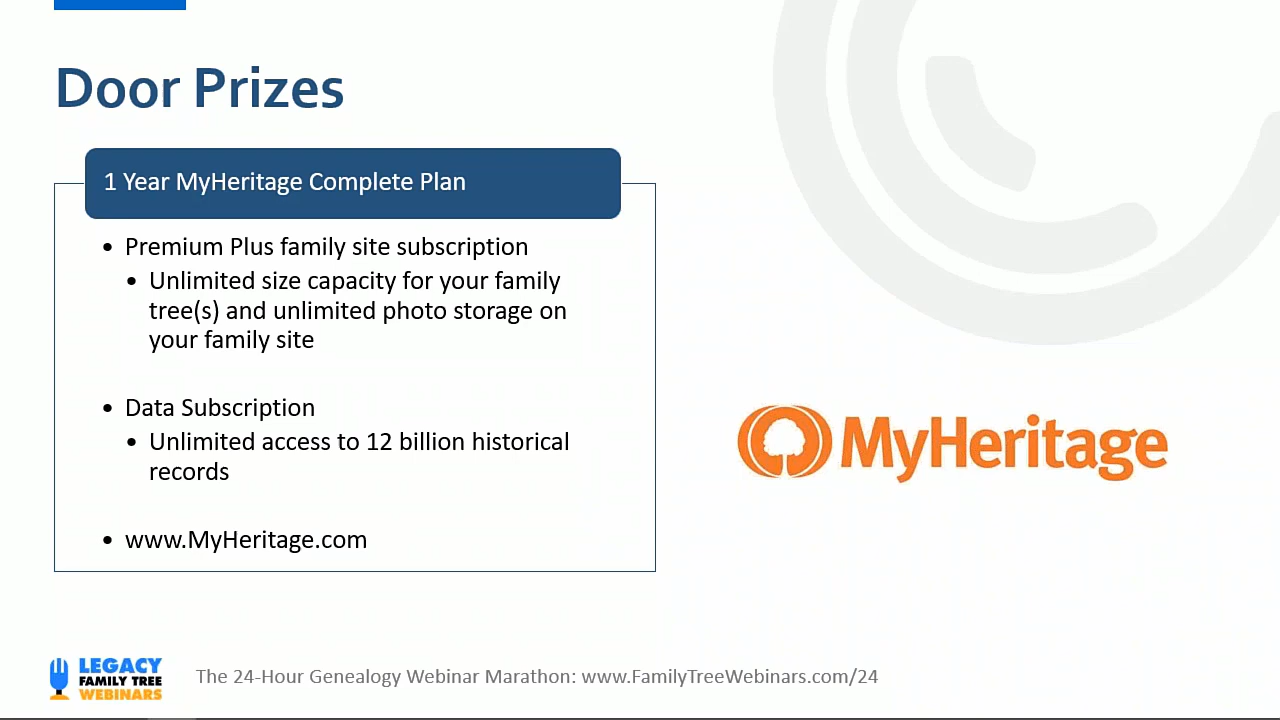 Door Prizes
1 Year MyHeritage Complete Plan
• Premium Plus family site subscription
• Unlimited size capacity for your family
tree(s) and unlimited photo storage on
your family site
• Data Subscription
• Unlimited access to 12 billion historical
records
• www.MyHeritage.com
MyHeritage
LEGACY
FAMILY TREE
WEBINARS
The 24-Hour Genealogy Webinar Marathon: www.FamilyTreeWebinars.com/24